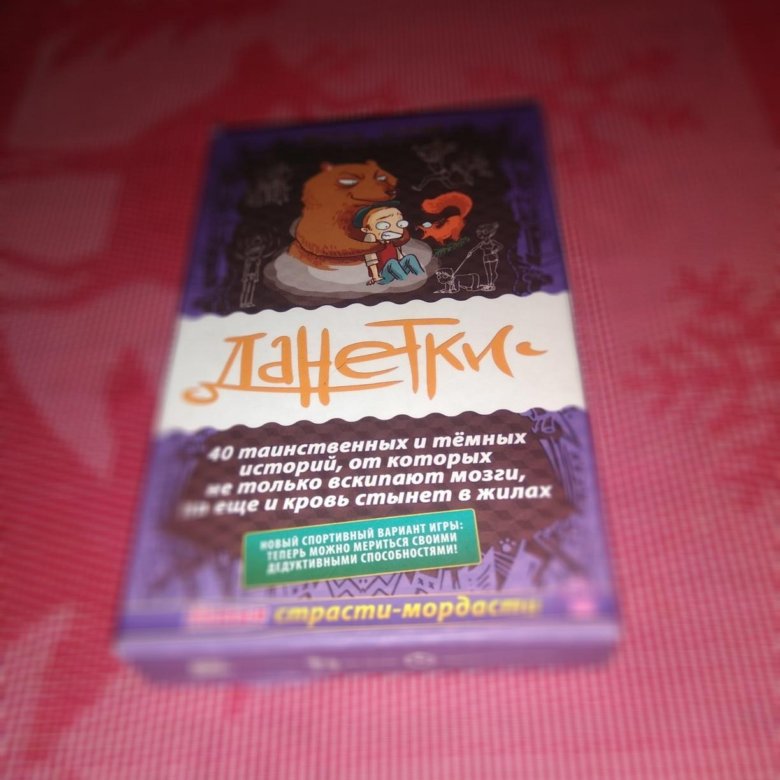 Данетки
40 таинственных и тёмных
историй, от которых
не только вскипают мозги,
но еще и кровь стынет в жилах
НОВЫЙ СПОРТИВНЫЙ ВАРИАНТ ИГРЫ:
ТЕПЕРЬ МОЖНО МЕРИТЬСЯ СВОИМИ
ДЕДУКТИВНЫМИ СПОСОБНОСТЯМИ!
страсти-мордасти